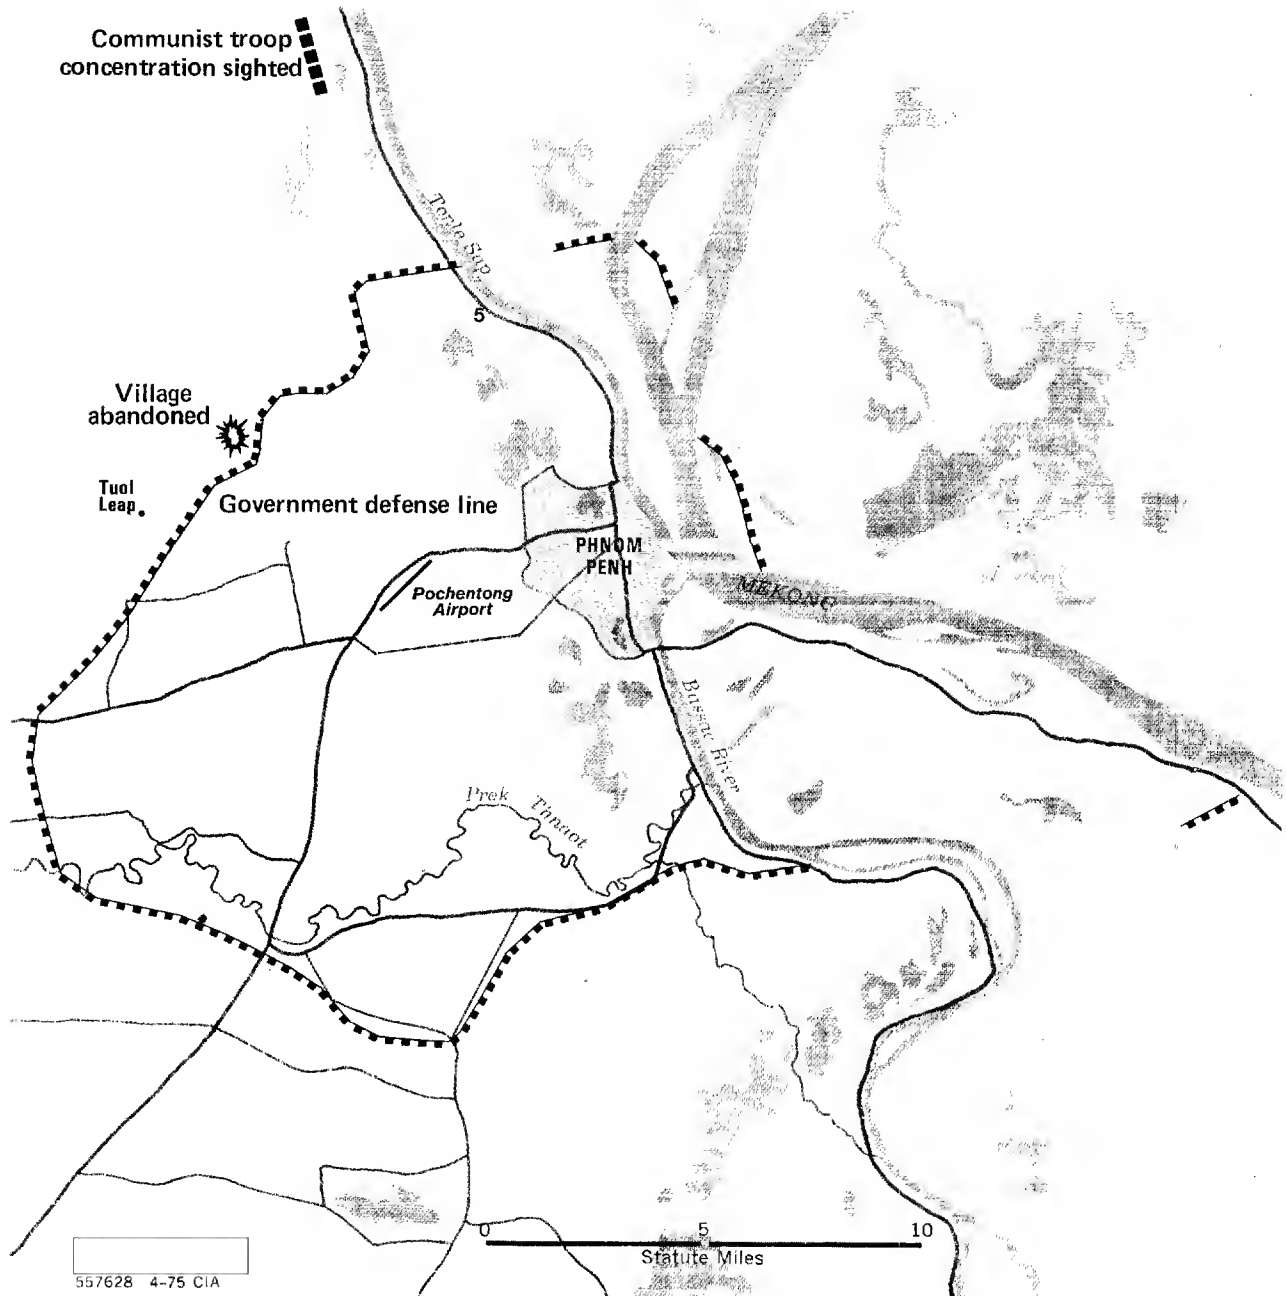 Communist troop
concentration sighted
Tonle Sap
5
Village
abandoned
Tuol
Leap
Government defense line
PHNOM
PENH
Pochentong
Airport
MEKONG
Bassac River
Prek Thnaot
0 5 10
Statute Miles
557628 4-75 CIA